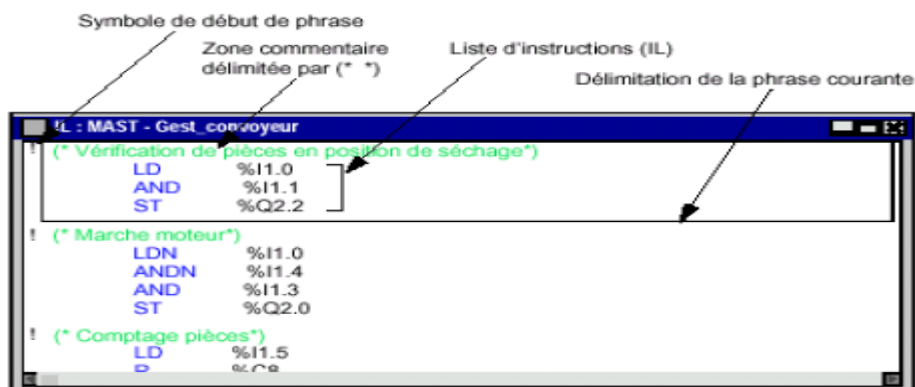 Symbole de début de phrase
Zone commentaire
délimitée par (* *)
Liste d'instructions (IL)
Délimitation de la phrase courante
IL : MAST - Gest_convoyeur
! (* Vérification de pièces en position de séchage*)
LD %I1.0
AND %I1.1
ST %Q2.2
! (* Marche moteur*)
LDN %I1.0
ANDN %I1.4
AND %I1.3
ST %Q2.0
! (* Comptage pièces*)
LD %I1.5
R %C8